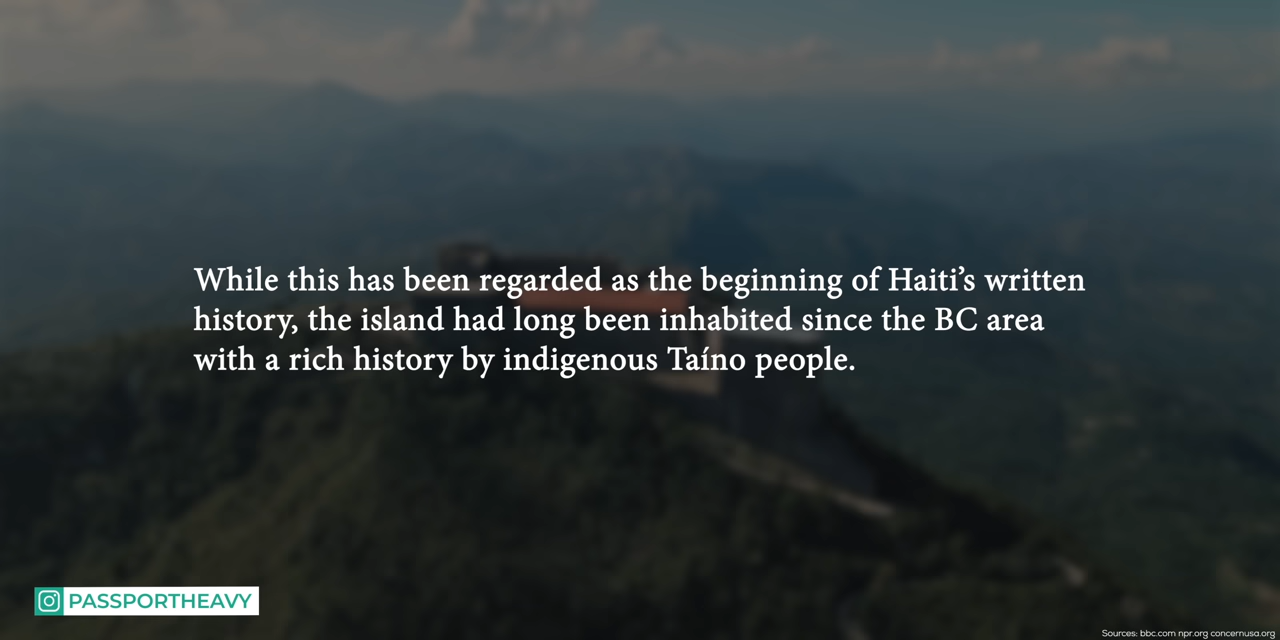 While this has been regarded as the beginning of Haiti’s written
history, the island had long been inhabited since the BC area
with a rich history by indigenous Taíno people.
PASSPORTHEAVY
Sources: bbc.com npr.org concernusa.org